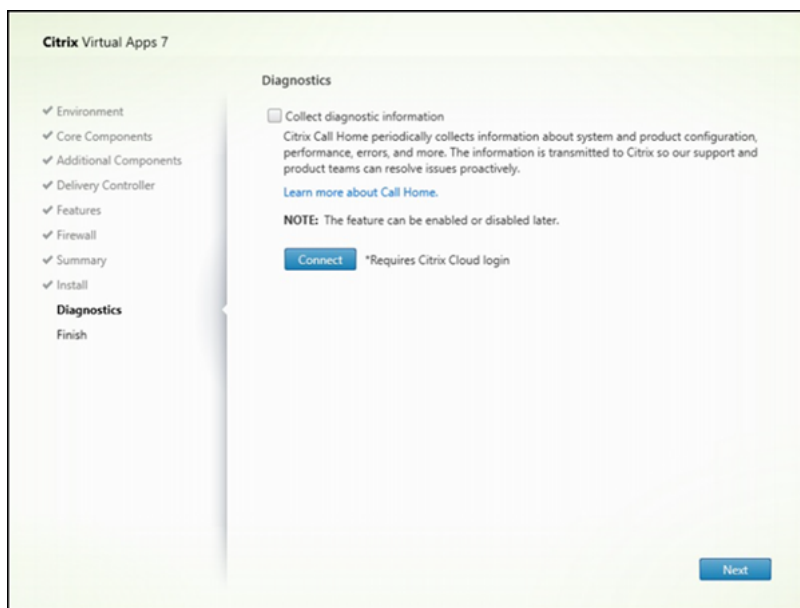 Citrix Virtual Apps 7
Diagnostics
✔ Environment
✔ Core Components
✔ Additional Components
✔ Delivery Controller
✔ Features
✔ Firewall
✔ Summary
✔ Install
Diagnostics
Finish
Collect diagnostic information
Citrix Call Home periodically collects information about system and product configuration,
performance, errors, and more. The information is transmitted to Citrix so our support and
product teams can resolve issues proactively.
Learn more about Call Home.
NOTE: The feature can be enabled or disabled later.
Connect *Requires Citrix Cloud login
Next